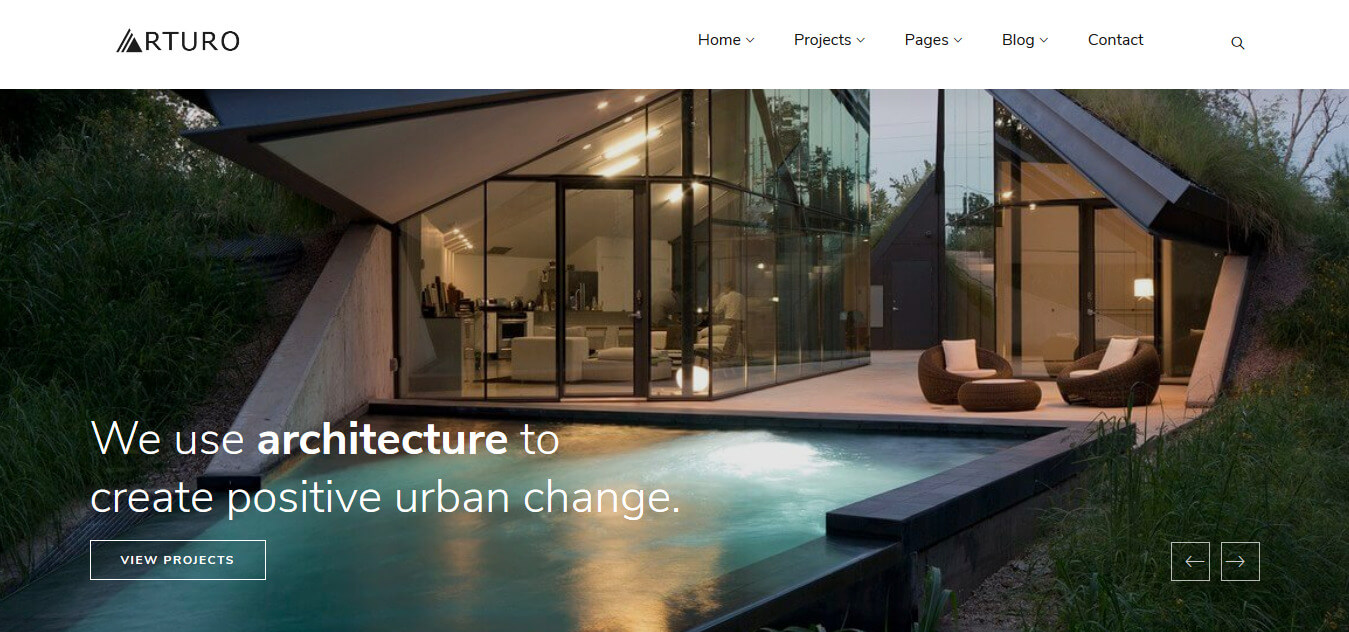 ARTURO
Home Projects Pages Blog Contact
We use architecture to
create positive urban change.
VIEW PROJECTS